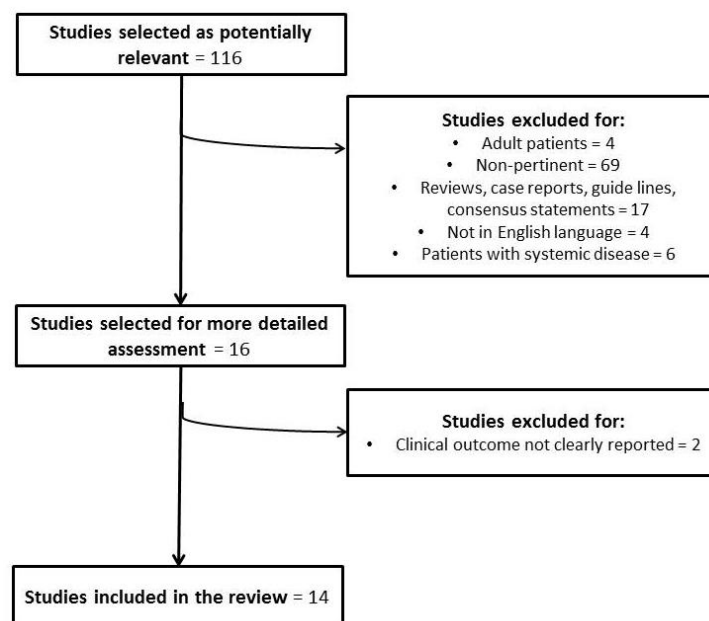 Studies selected as potentially
relevant = 116
Studies excluded for:
• Adult patients = 4
• Non-pertinent = 69
• Reviews, case reports, guide lines,
consensus statements = 17
• Not in English language = 4
• Patients with systemic disease = 6
Studies selected for more detailed
assessment = 16
Studies excluded for:
• Clinical outcome not clearly reported = 2
Studies included in the review = 14